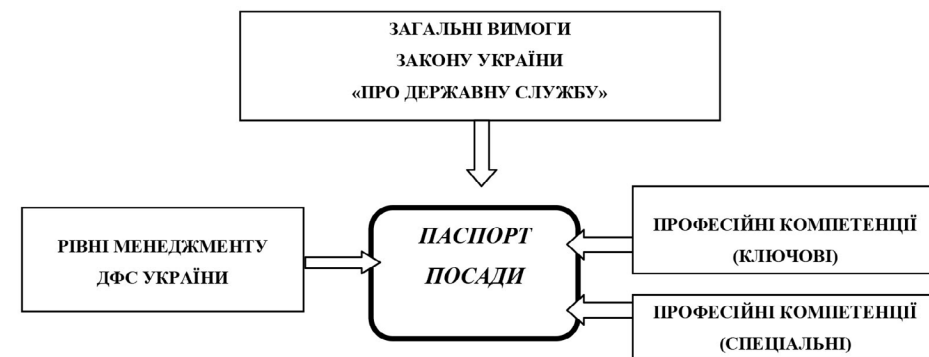 ЗАГАЛЬНІ ВИМОГИ
ЗАКОНУ УКРАЇНИ
«ПРО ДЕРЖАВНУ СЛУЖБУ»
РІВНІ МЕНЕДЖМЕНТУ
ДФС УКРАЇНИ
ПАСПОРТ
ПОСАДИ
ПРОФЕСІЙНІ КОМПЕТЕНЦІЇ
(КЛЮЧОВІ)
ПРОФЕСІЙНІ КОМПЕТЕНЦІЇ
(СПЕЦІАЛЬНІ)